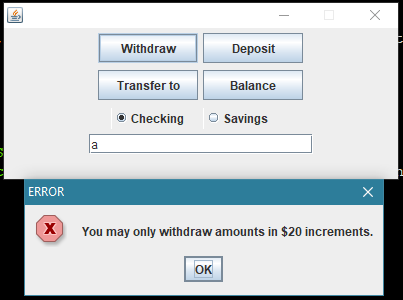 Withdraw Deposit
Transfer to Balance
Checking Savings
a
ERROR
You may only withdraw amounts in $20 increments.
OK